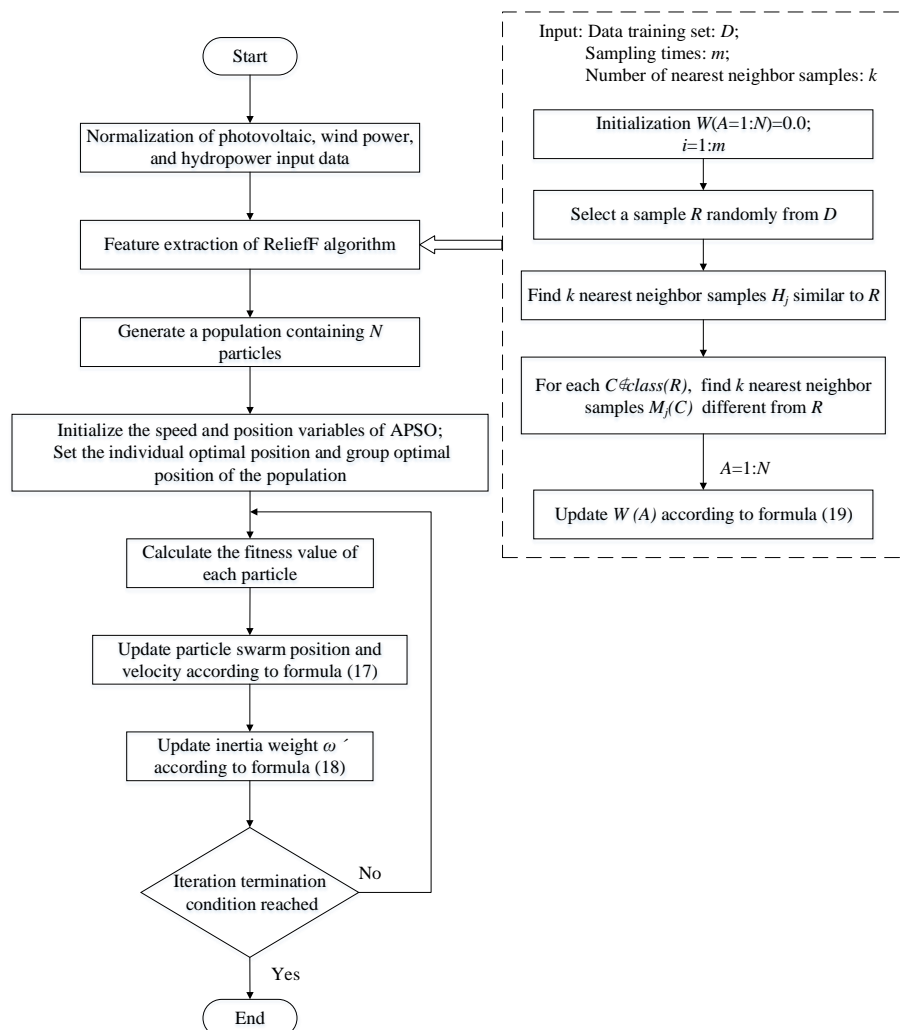 Start
Normalization of photovoltaic, wind power,
and hydropower input data
Feature extraction of ReliefF algorithm
Generate a population containing N
particles
Initialize the speed and position variables of APSO;
Set the individual optimal position and group optimal
position of the population
Calculate the fitness value of
each particle
Update particle swarm position and
velocity according to formula (17)
Update inertia weight ω ´
according to formula (18)
Iteration termination
condition reached
No
Yes
End
Input: Data training set: D;
Sampling times: m;
Number of nearest neighbor samples: k
Initialization W(A=1:N)=0.0;
i=1:m
Select a sample R randomly from D
Find k nearest neighbor samples Hj similar to R
For each C∉class(R), find k nearest neighbor
samples Mj(C) different from R
A=1:N
Update W (A) according to formula (19)